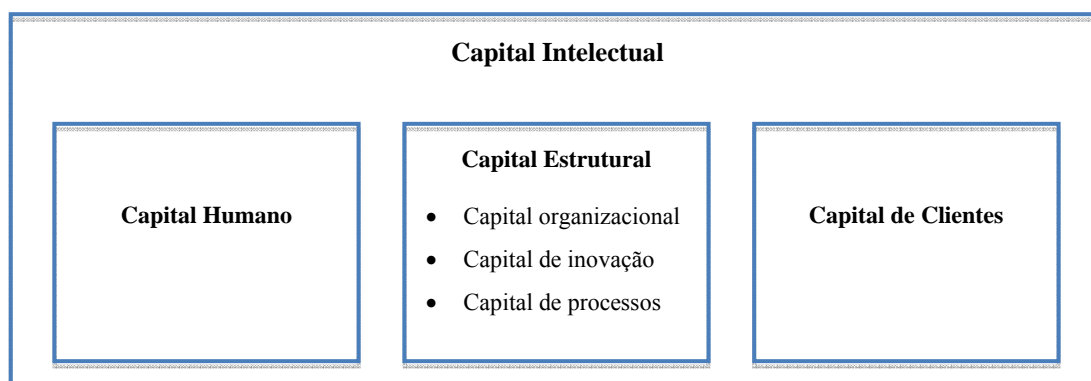 Capital Intelectual
Capital Humano
Capital Estrutural
• Capital organizacional
• Capital de inovação
• Capital de processos
Capital de Clientes